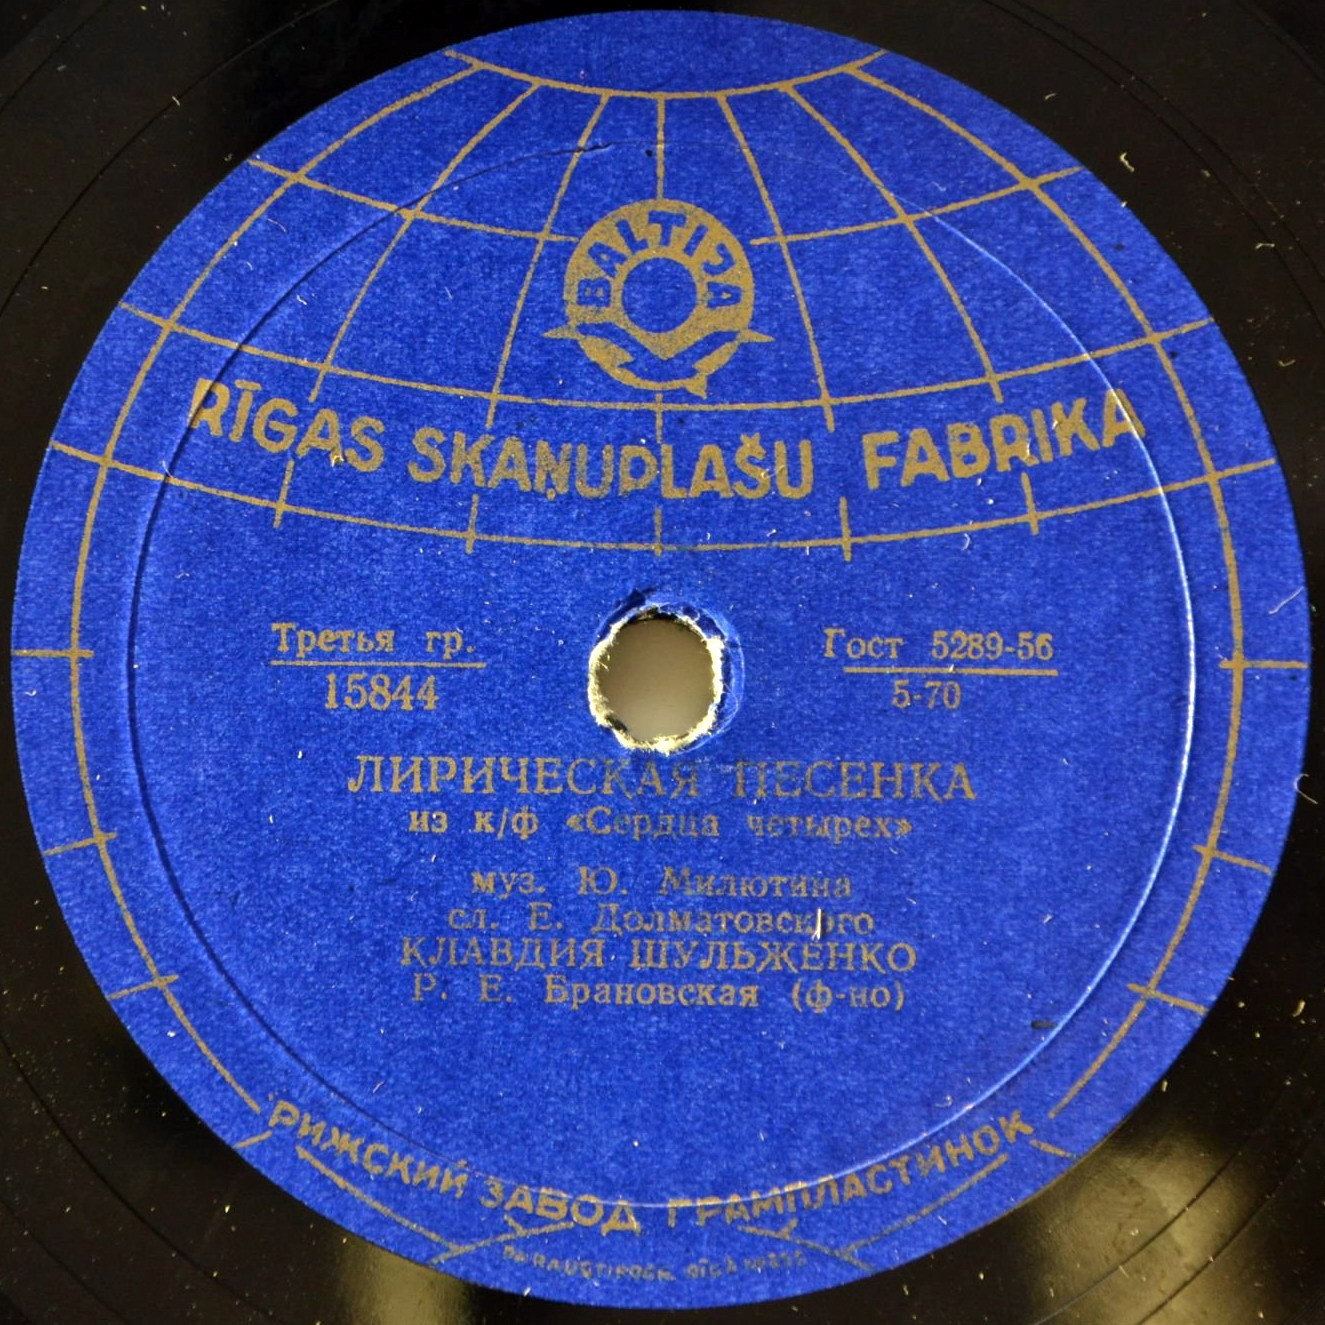 BALTIJA
RĪGAS SKAŅUPLAŠU FABRIKA
Третья гр.
15844
Гост 5289-56
5-70
ЛИРИЧЕСКАЯ ПЕСЕНКА
из к/ф «Сердца четырех»
муз. Ю. Милютина
сл. Е. Долматовского
КЛАВДИЯ ШУЛЬЖЕНКО
Р. Е. Брановская (ф-но)
РИЖСКИЙ ЗАВОД ГРАМПЛАСТИНОК